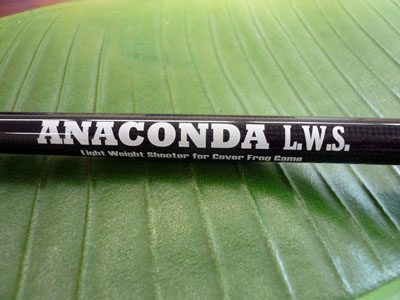 ANACONDA L.W.S.
Light Weight Shooter for Cover Frog Game